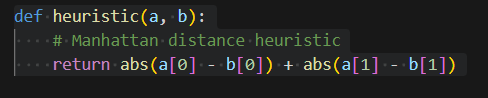 def heuristic(a, b):
    # Manhattan distance heuristic
    return abs(a[0] - b[0]) + abs(a[1] - b[1])